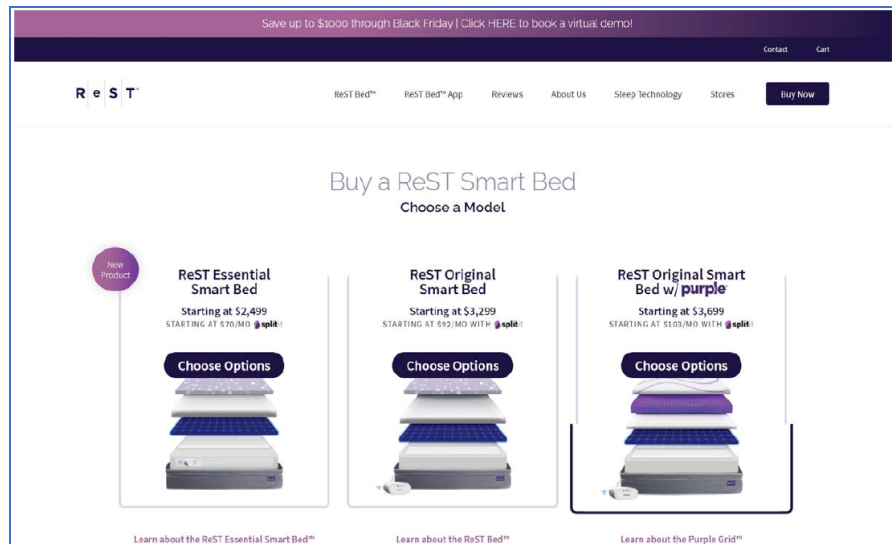 Save up to $1000 through Black Friday | Click HERE to book a virtual demo!
Contact Cart
ReST ReST Bed™ ReST Bed™ App Reviews About Us Sleep Technology Stores Buy Now
Buy a ReST Smart Bed
Choose a Model
New
Product
ReST Essential
Smart Bed
Starting at $2,499
STARTING AT $70/MO splitit
Choose Options
Learn about the ReST Essential Smart Bed™
ReST Original
Smart Bed
Starting at $3,299
STARTING AT $92/MO WITH splitit
Choose Options
Learn about the ReST Bed™
ReST Original Smart
Bed w/ purple
Starting at $3,699
STARTING AT $103/MO WITH splitit
Choose Options
Learn about the Purple Grid™